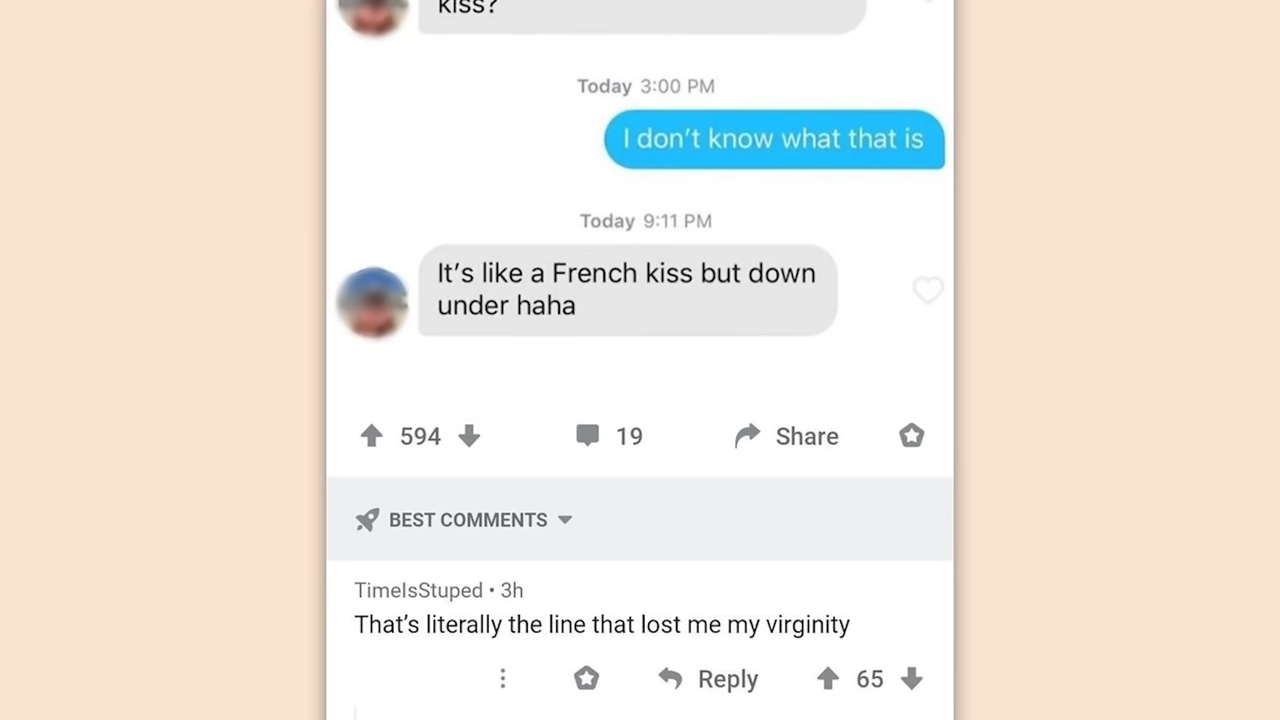 kiss?
Today 3:00 PM
I don't know what that is
Today 9:11 PM
It's like a French kiss but down
under haha
594 19 Share
BEST COMMENTS
TimeIsStuped • 3h
That's literally the line that lost me my virginity
Reply 65